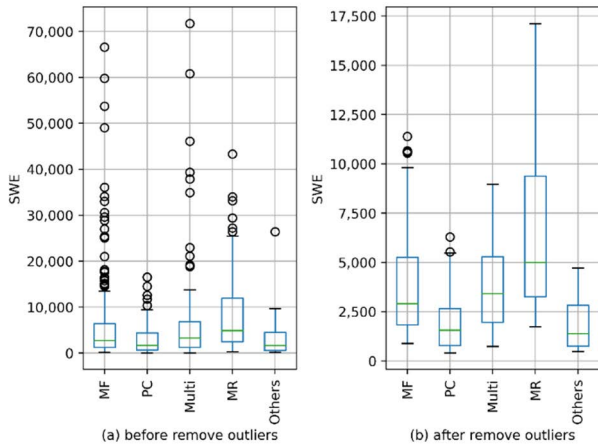 70,000
60,000
50,000
40,000
30,000
20,000
10,000
0
SWE
MF
PC
Multi
MR
Others
(a) before remove outliers
17,500
15,000
12,500
10,000
7,500
5,000
2,500
0
SWE
MF
PC
Multi
MR
Others
(b) after remove outliers